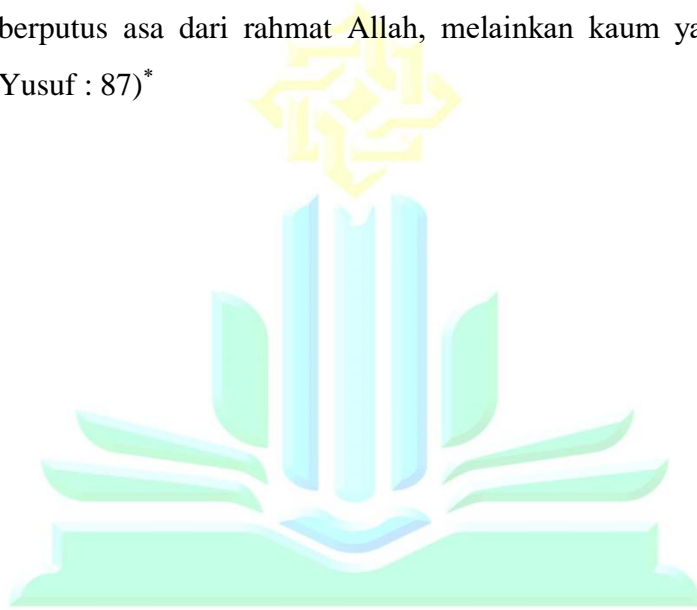 berputus asa dari rahmat Allah, melainkan kaum ya
Yusuf : 87)*